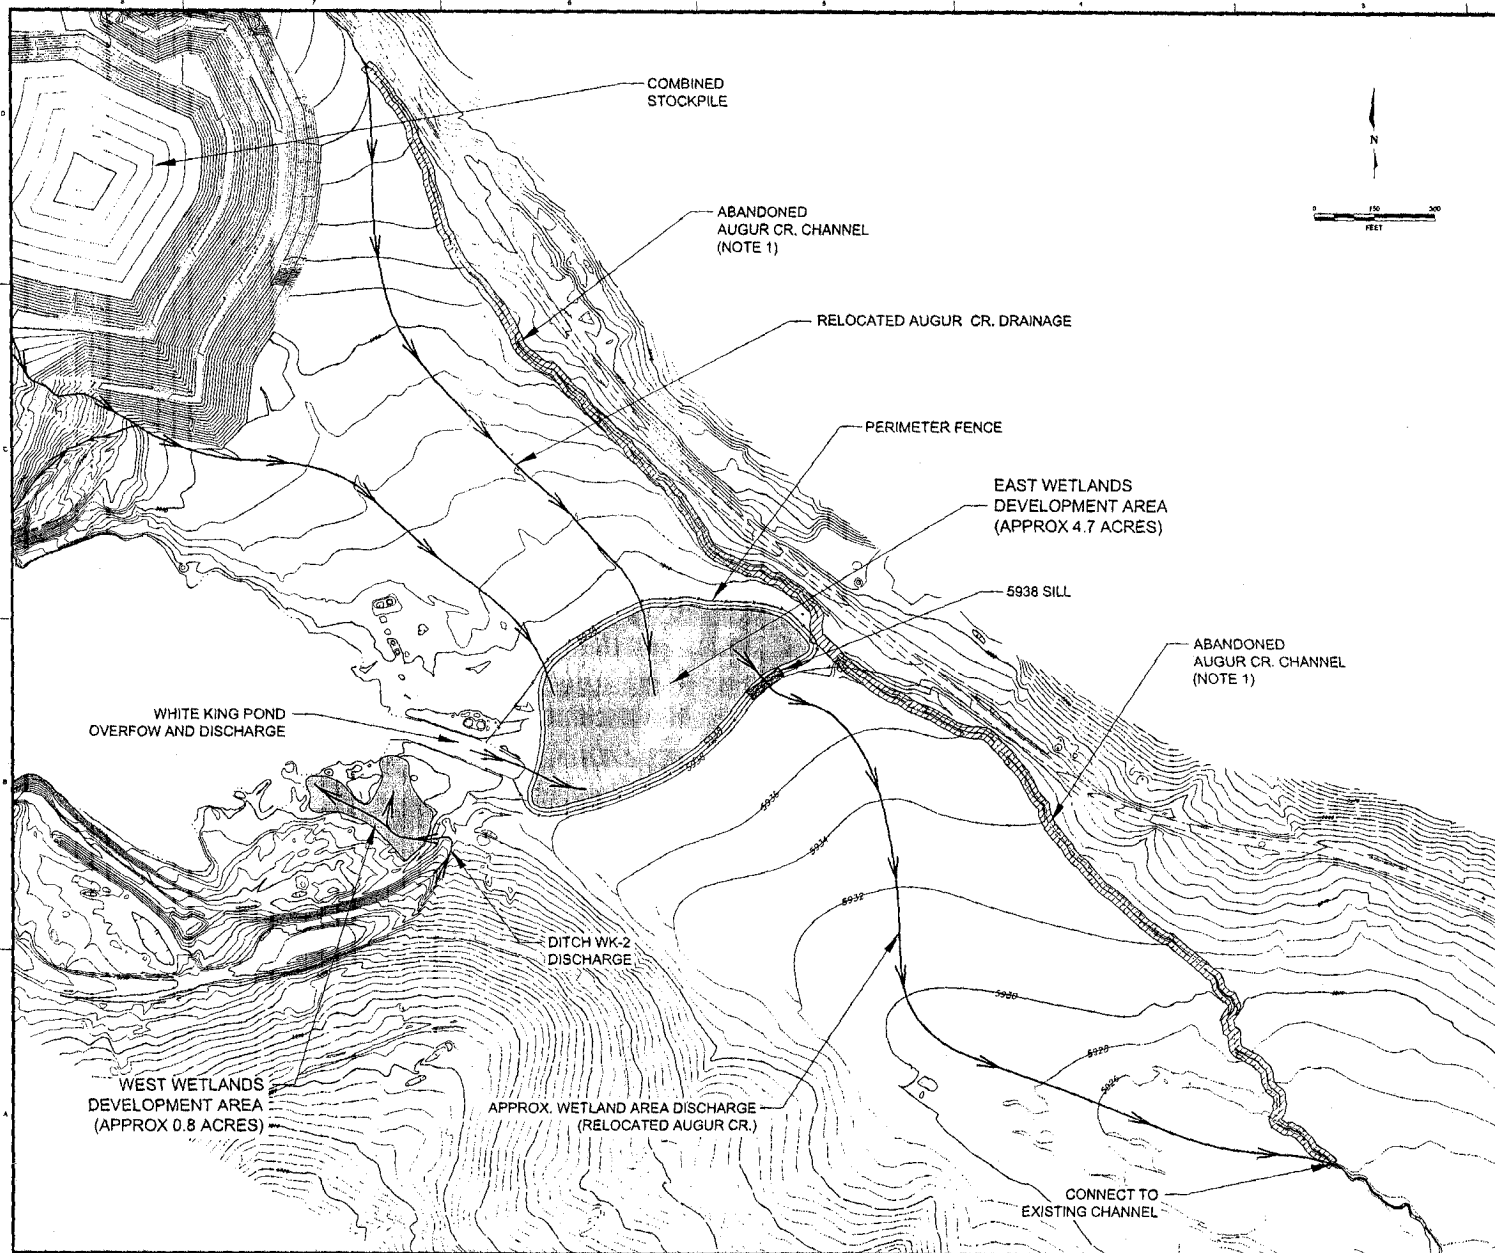 COMBINED
STOCKPILE
N
0 150 300
FEET
ABANDONED
AUGUR CR. CHANNEL
(NOTE 1)
RELOCATED AUGUR CR. DRAINAGE
PERIMETER FENCE
EAST WETLANDS
DEVELOPMENT AREA
(APPROX 4.7 ACRES)
5938 SILL
ABANDONED
AUGUR CR. CHANNEL
(NOTE 1)
WHITE KING POND
OVERFOW AND DISCHARGE
5936
5934
5932
DITCH WK-2
DISCHARGE
5930
WEST WETLANDS
DEVELOPMENT AREA
(APPROX 0.8 ACRES)
APPROX. WETLAND AREA DISCHARGE
(RELOCATED AUGUR CR.)
CONNECT TO
EXISTING CHANNEL